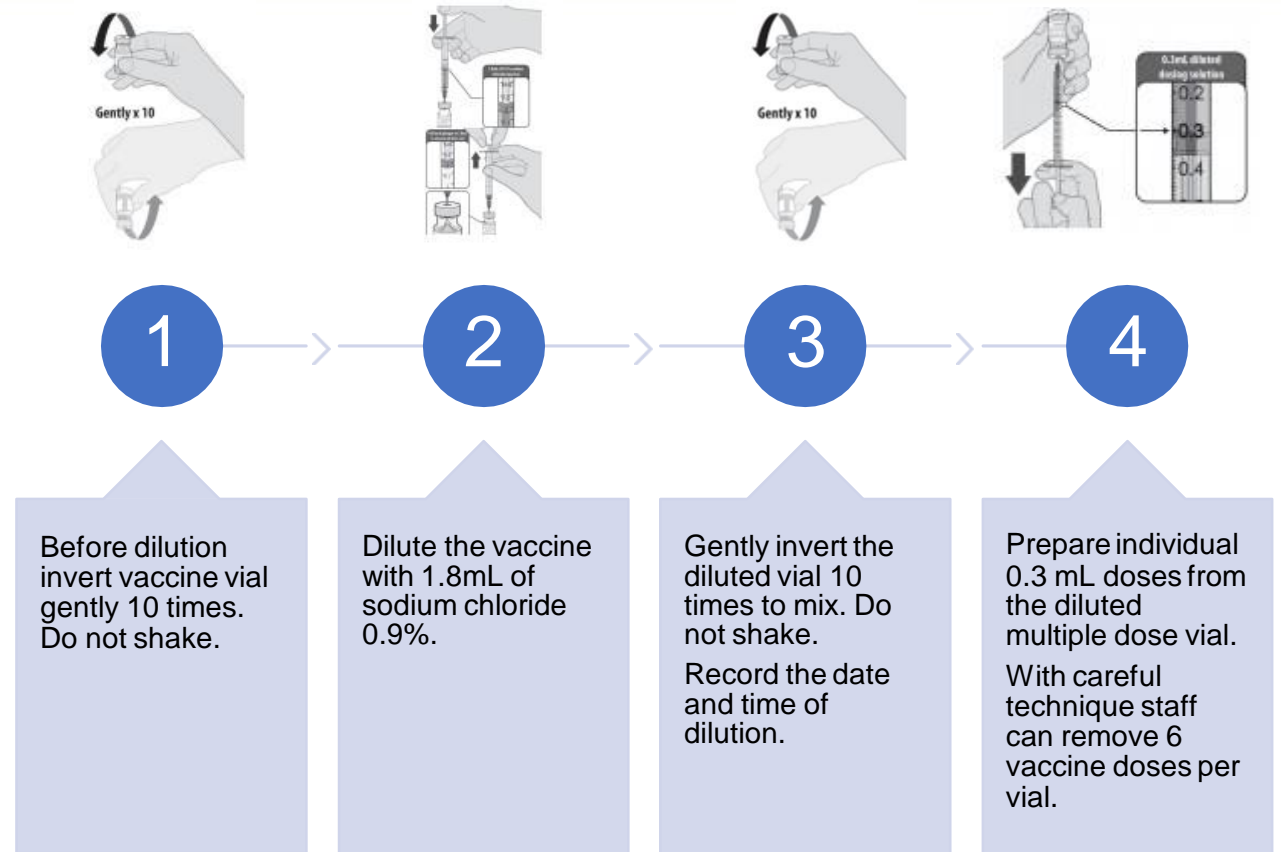 Gently x 10
Gently x 10
0.3mL diluted
dosing solution
0.2
0.3
0.4
1
2
3
4
Before dilution
invert vaccine vial
gently 10 times.
Do not shake.
Dilute the vaccine
with 1.8mL of
sodium chloride
0.9%.
Gently invert the
diluted vial 10
times to mix. Do
not shake.
Record the date
and time of
dilution.
Prepare individual
0.3 mL doses from
the diluted
multiple dose vial.
With careful
technique staff
can remove 6
vaccine doses per
vial.